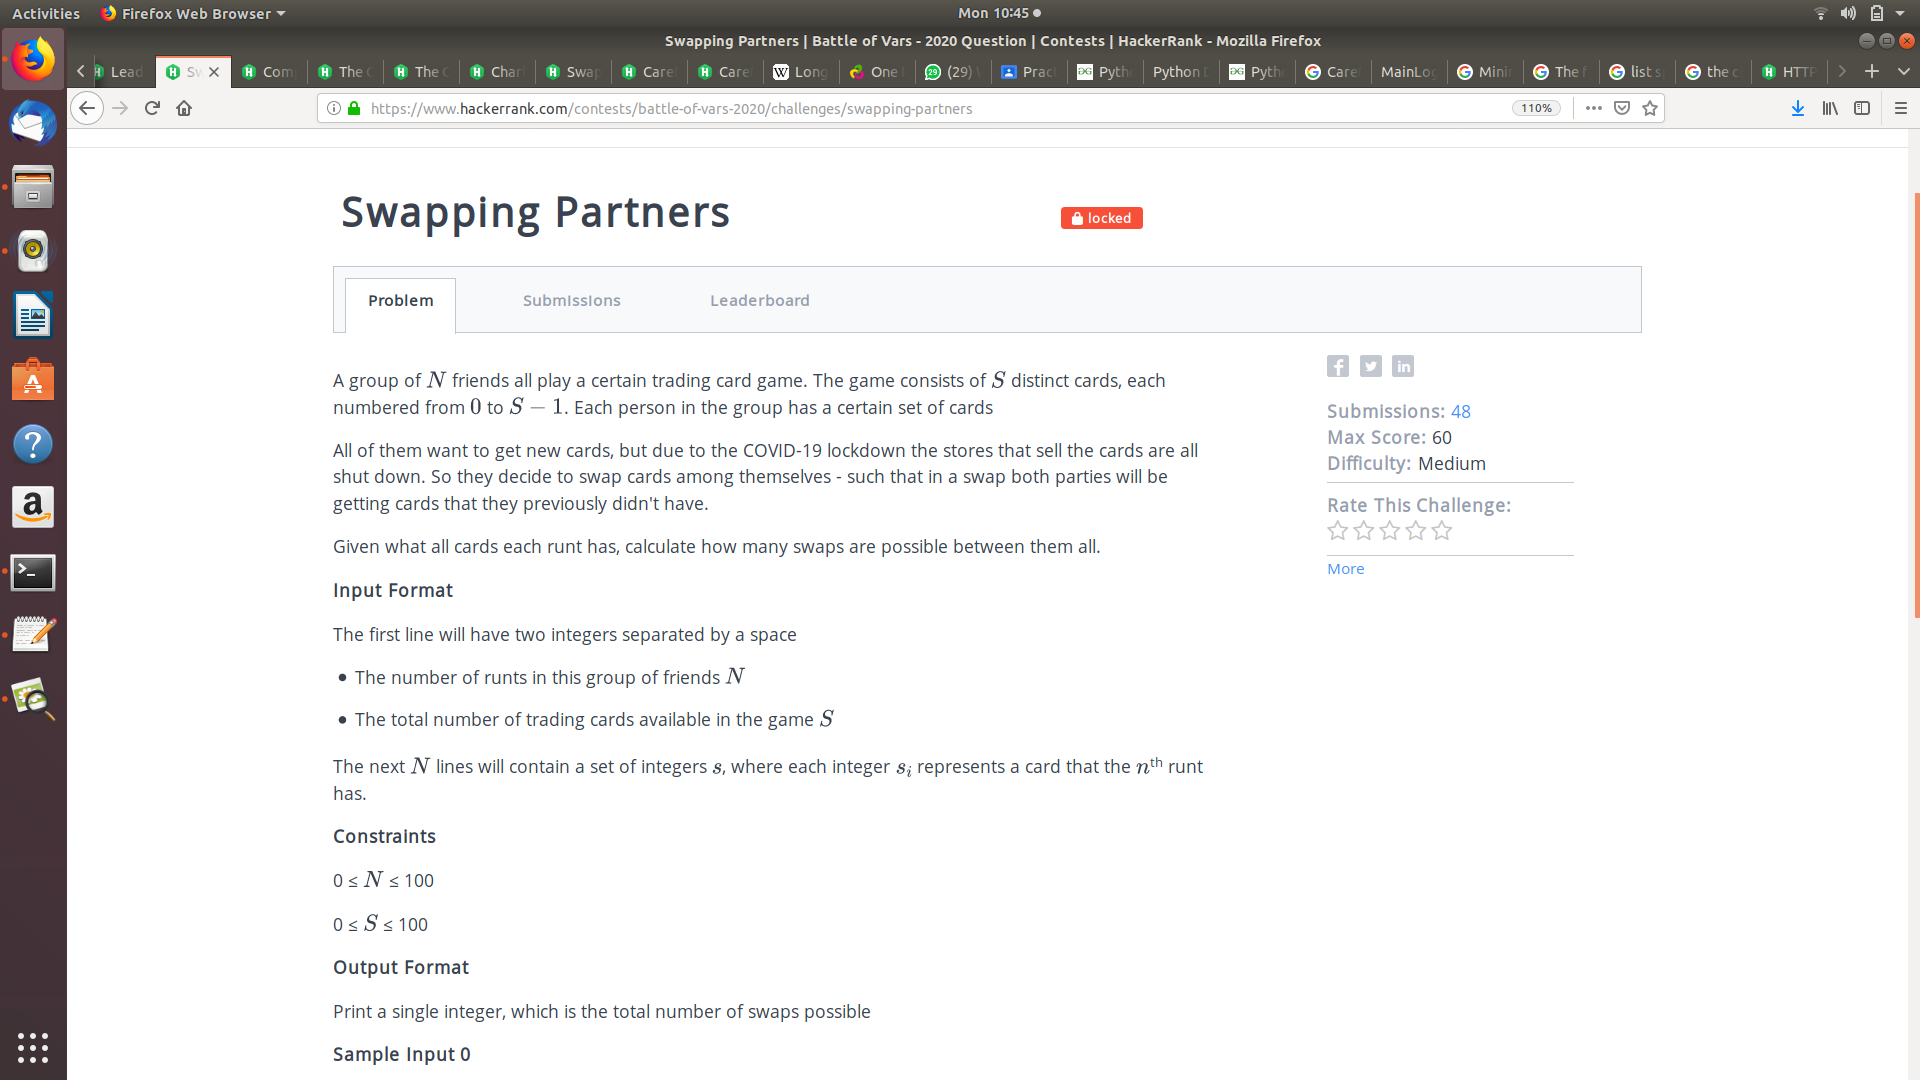 Activities Firefox Web Browser Mon 10:45
Swapping Partners | Battle of Vars - 2020 Question | Contests | HackerRank - Mozilla Firefox
Lead Sw Com The C The C Char Swap Care Care Long One (29) Prac Pyth Python D Pyth Care MainLog Mini The f list s the c HTTP
https://www.hackerrank.com/contests/battle-of-vars-2020/challenges/swapping-partners 110%
Swapping Partners
locked
Problem Submissions Leaderboard
A group of N friends all play a certain trading card game. The game consists of S distinct cards, each
numbered from 0 to S − 1. Each person in the group has a certain set of cards
All of them want to get new cards, but due to the COVID-19 lockdown the stores that sell the cards are all
shut down. So they decide to swap cards among themselves - such that in a swap both parties will be
getting cards that they previously didn't have.
Given what all cards each runt has, calculate how many swaps are possible between them all.
Input Format
The first line will have two integers separated by a space
• The number of runts in this group of friends N
• The total number of trading cards available in the game S
The next N lines will contain a set of integers s, where each integer sᵢ represents a card that the nᵗʰ runt
has.
Constraints
0 ≤ N ≤ 100
0 ≤ S ≤ 100
Output Format
Print a single integer, which is the total number of swaps possible
Sample Input 0
Submissions: 48
Max Score: 60
Difficulty: Medium
Rate This Challenge:
More